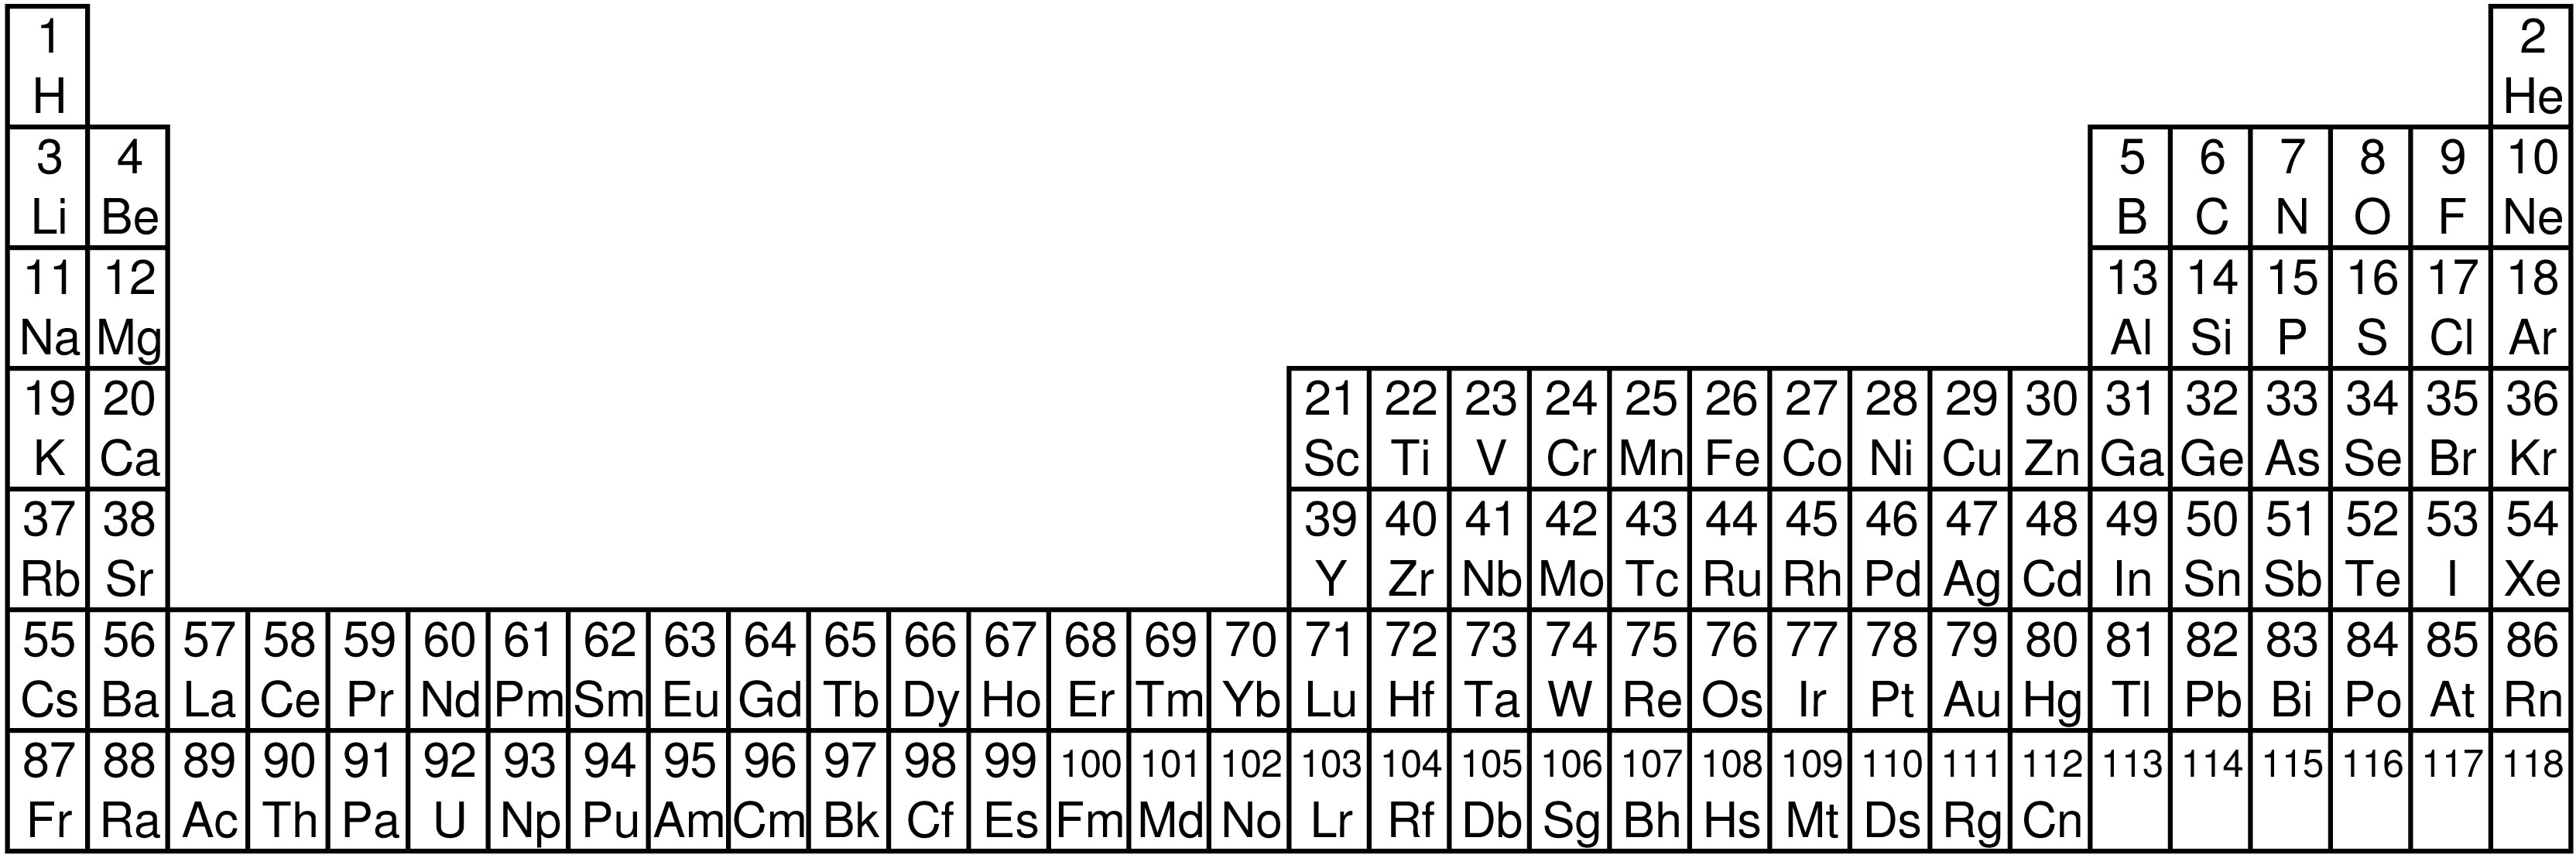 1 2
H He
3 4 5 6 7 8 9 10
Li Be B C N O F Ne
11 12 13 14 15 16 17 18
Na Mg Al Si P S Cl Ar
19 20 21 22 23 24 25 26 27 28 29 30 31 32 33 34 35 36
K Ca Sc Ti V Cr Mn Fe Co Ni Cu Zn Ga Ge As Se Br Kr
37 38 39 40 41 42 43 44 45 46 47 48 49 50 51 52 53 54
Rb Sr Y Zr Nb Mo Tc Ru Rh Pd Ag Cd In Sn Sb Te I Xe
55 56 57 58 59 60 61 62 63 64 65 66 67 68 69 70 71 72 73 74 75 76 77 78 79 80 81 82 83 84 85 86
Cs Ba La Ce Pr Nd Pm Sm Eu Gd Tb Dy Ho Er Tm Yb Lu Hf Ta W Re Os Ir Pt Au Hg Tl Pb Bi Po At Rn
87 88 89 90 91 92 93 94 95 96 97 98 99 100 101 102 103 104 105 106 107 108 109 110 111 112 113 114 115 116 117 118
Fr Ra Ac Th Pa U Np Pu Am Cm Bk Cf Es Fm Md No Lr Rf Db Sg Bh Hs Mt Ds Rg Cn